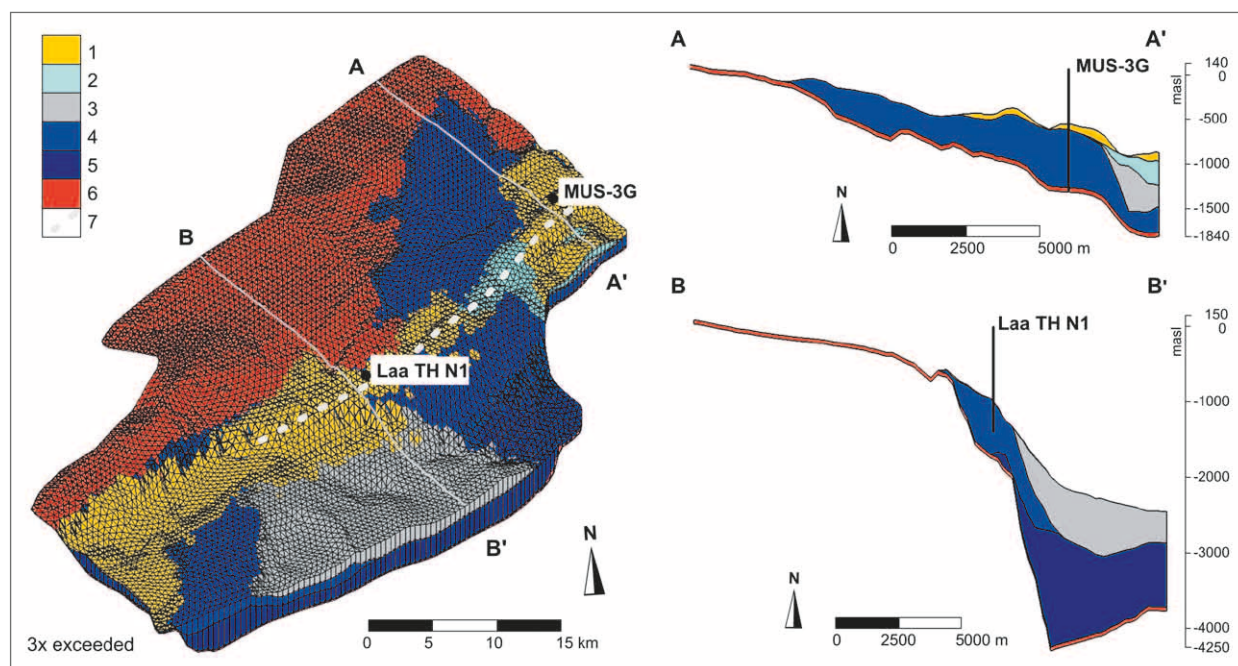 1
2
3
4
5
6
7
A
B
MUS-3G
A'
Laa TH N1
B'
N
0 5 10 15 km
3x exceeded
A A'
MUS-3G
masl
140
0
-500
-1000
-1500
-1840
N
0 2500 5000 m
B B'
Laa TH N1
masl
150
0
-1000
-2000
-3000
-4000
-4250
N
0 2500 5000 m